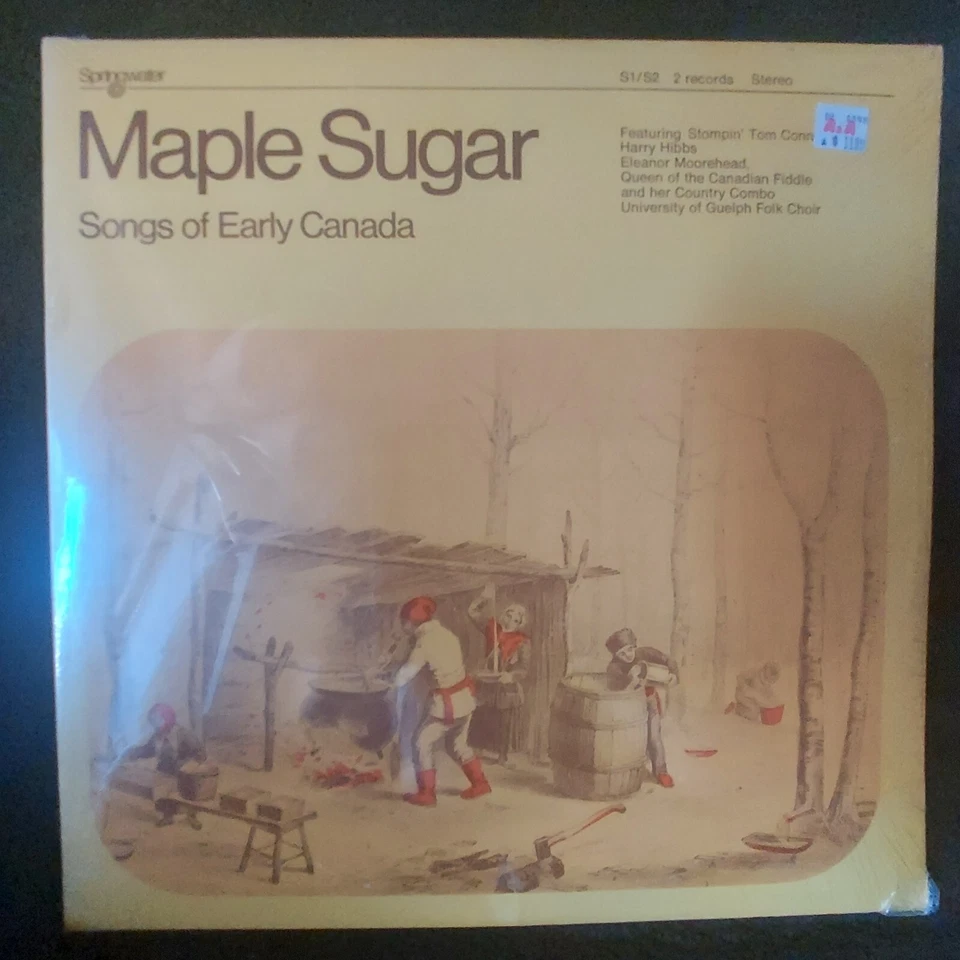 Springwater
S1/S2 2 records Stereo
Maple Sugar
Songs of Early Canada
Featuring Stompin' Tom Conn
Harry Hibbs
Eleanor Moorehead,
Queen of the Canadian Fiddle
and her Country Combo
University of Guelph Folk Choir
A&A